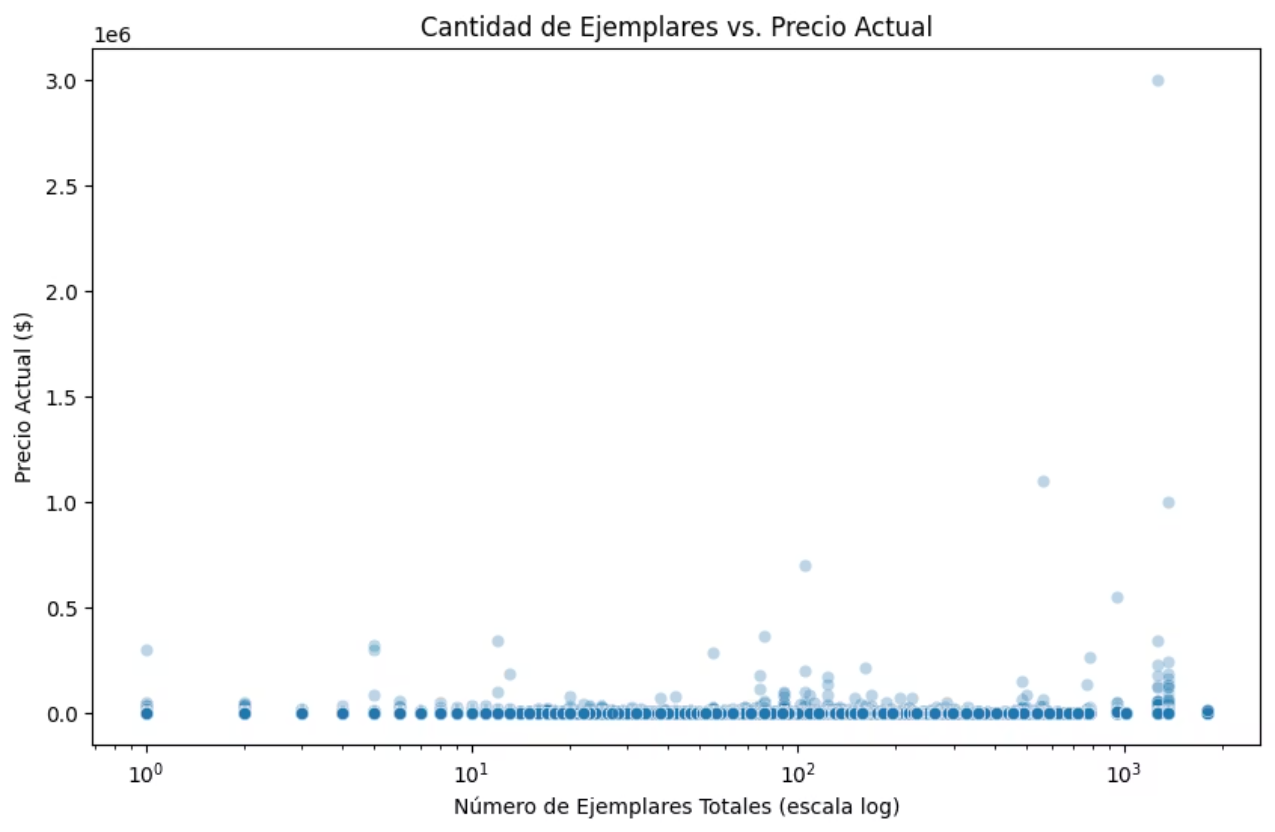 Cantidad de Ejemplares vs. Precio Actual
1e6
3.0
2.5
2.0
1.5
1.0
0.5
0.0
Precio Actual ($)
10⁰ 10¹ 10² 10³
Número de Ejemplares Totales (escala log)